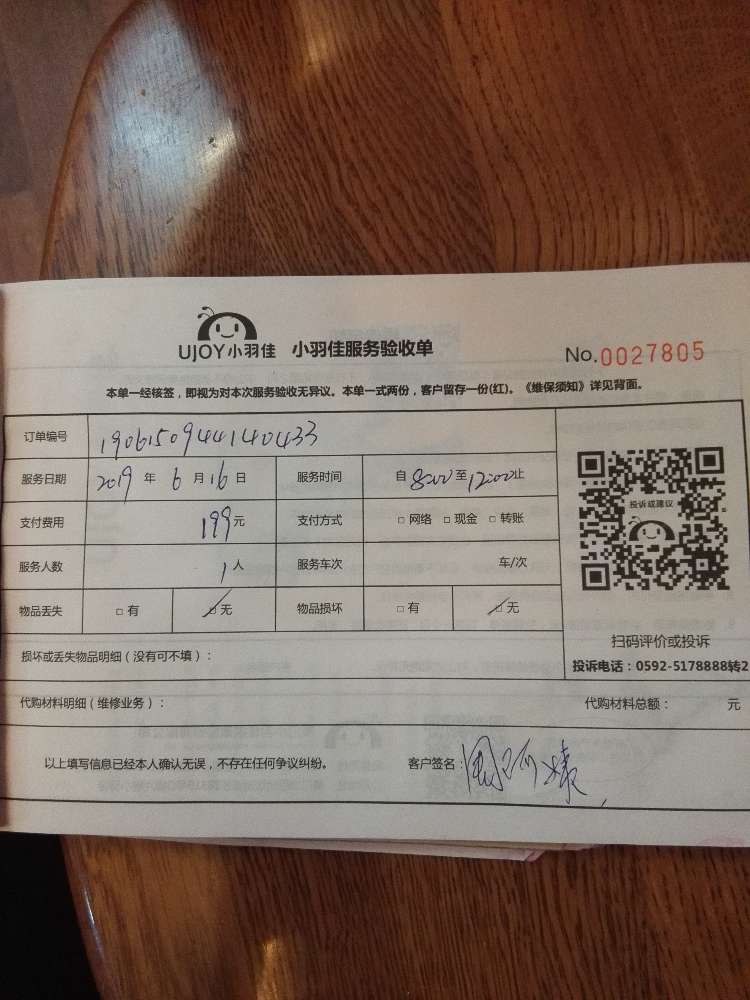 UJOY小羽佳 小羽佳服务验收单 No.0027805
本单一经核签，即视为对本次服务验收无异议。本单一式两份，客户留存一份(红)。《维保须知》详见背面。
订单编号 1906150944140433
服务日期 2019 年 6 月 16 日 服务时间 自 8:00 至 12:00 止
支付费用 199 元 支付方式 □ 网络 □ 现金 □ 转账
服务人数 1 人 服务车次 车/次
物品丢失 □ 有 □ 无 物品损坏 □ 有 □ 无
投诉或建议
扫码评价或投诉
投诉电话：0592-5178888转2
损坏或丢失物品明细（没有可不填）：
代购材料明细（维修业务）： 代购材料总额： 元
以上填写信息已经本人确认无误，不存在任何争议纠纷。 客户签名：